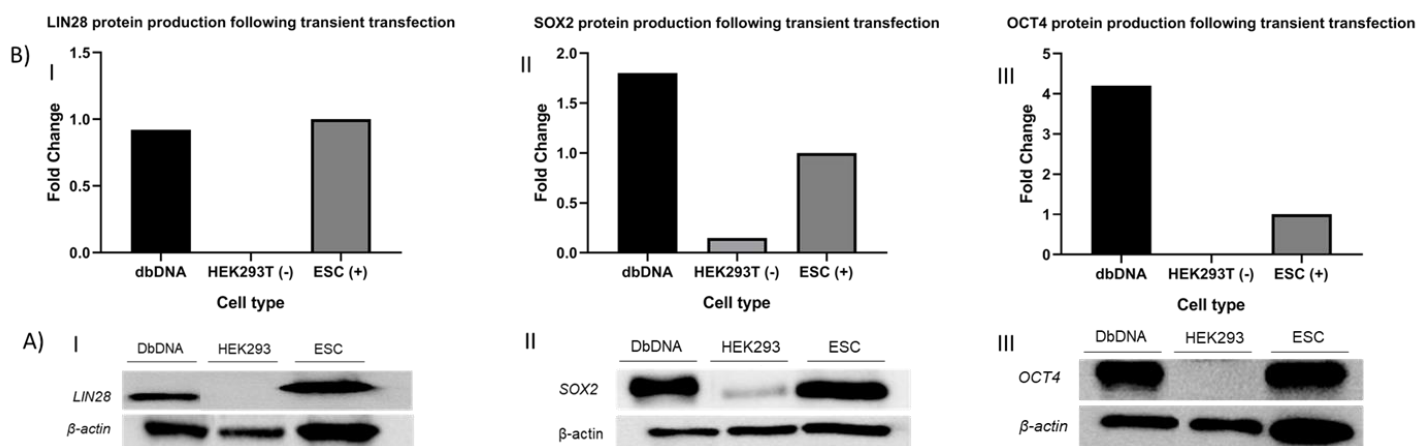 LIN28 protein production following transient transfection
SOX2 protein production following transient transfection
OCT4 protein production following transient transfection
B)
I
1.5
1.0
0.5
0.0
Fold Change
dbDNA HEK293T (-) ESC (+)
Cell type
II
2.0
1.5
1.0
0.5
0.0
Fold Change
dbDNA HEK293T (-) ESC (+)
Cell type
III
5
4
3
2
1
0
Fold Change
dbDNA HEK293T (-) ESC (+)
Cell type
A)
I
DbDNA HEK293 ESC
LIN28
β-actin
II
DbDNA HEK293 ESC
SOX2
β-actin
III
DbDNA HEK293 ESC
OCT4
β-actin